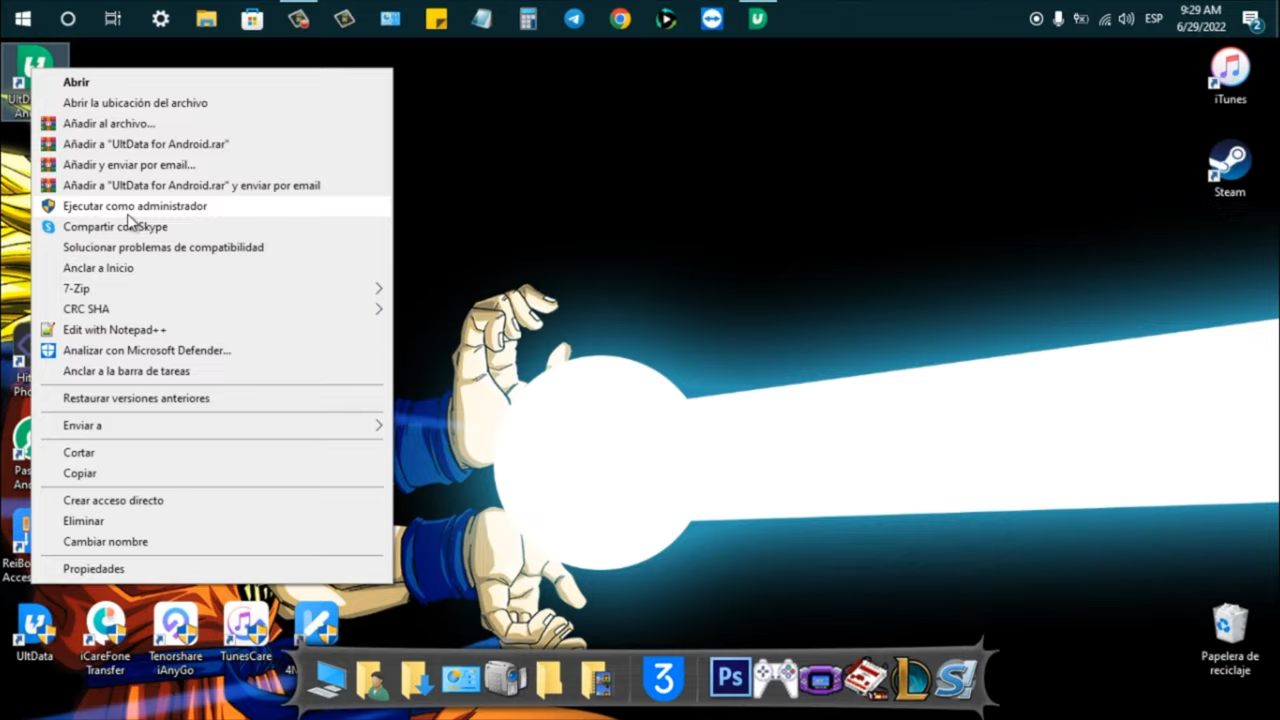 9:29 AM
ESP
6/29/2022
2
Abrir
Abrir la ubicación del archivo
Añadir al archivo...
Añadir a "UltData for Android.rar"
Añadir y enviar por email...
Añadir a "UltData for Android.rar" y enviar por email
Ejecutar como administrador
Compartir con Skype
Solucionar problemas de compatibilidad
Anclar a Inicio
7-Zip
CRC SHA
Edit with Notepad++
Analizar con Microsoft Defender...
Anclar a la barra de tareas
Restaurar versiones anteriores
Enviar a
Cortar
Copiar
Crear acceso directo
Eliminar
Cambiar nombre
Propiedades
iTunes
Steam
UltData
iCareFone
Transfer
Tenorshare
iAnyGo
TunesCare
Papelera de
reciclaje
3
Ps